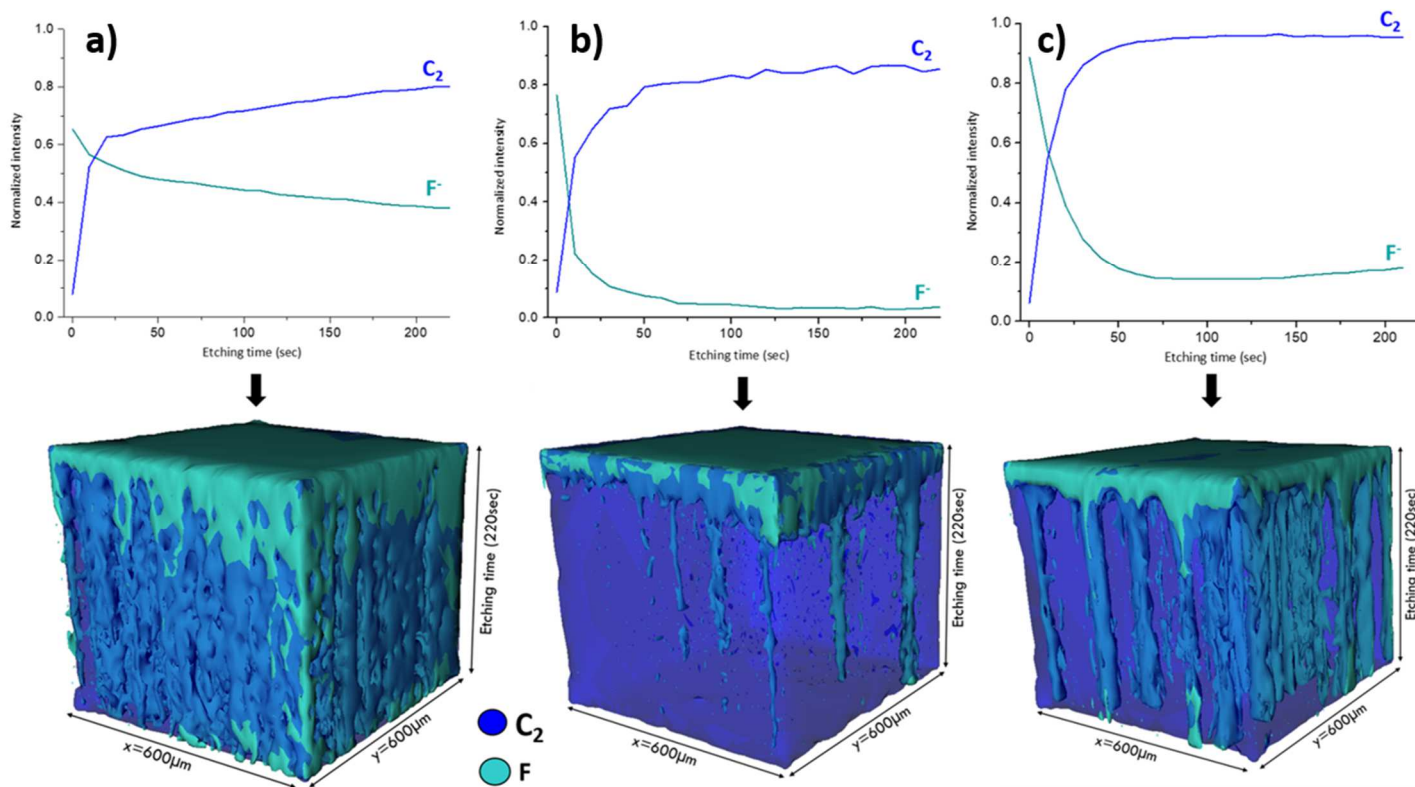 a)
1.0
0.8
0.6
0.4
0.2
0.0
Normalized intensity
C₂
F⁻
0
50
100
150
200
Etching time (sec)
b)
1.0
0.8
0.6
0.4
0.2
0.0
Normalized intensity
C₂
F⁻
0
50
100
150
200
Etching time (sec)
c)
1.0
0.8
0.6
0.4
0.2
0.0
Normalized intensity
C₂
F⁻
0
50
100
150
200
Etching time (sec)
Etching time (220sec)
x=600µm
y=600µm
Etching time (220sec)
x=600µm
y=600µm
Etching time (220sec)
x=600µm
y=600µm
C₂
F